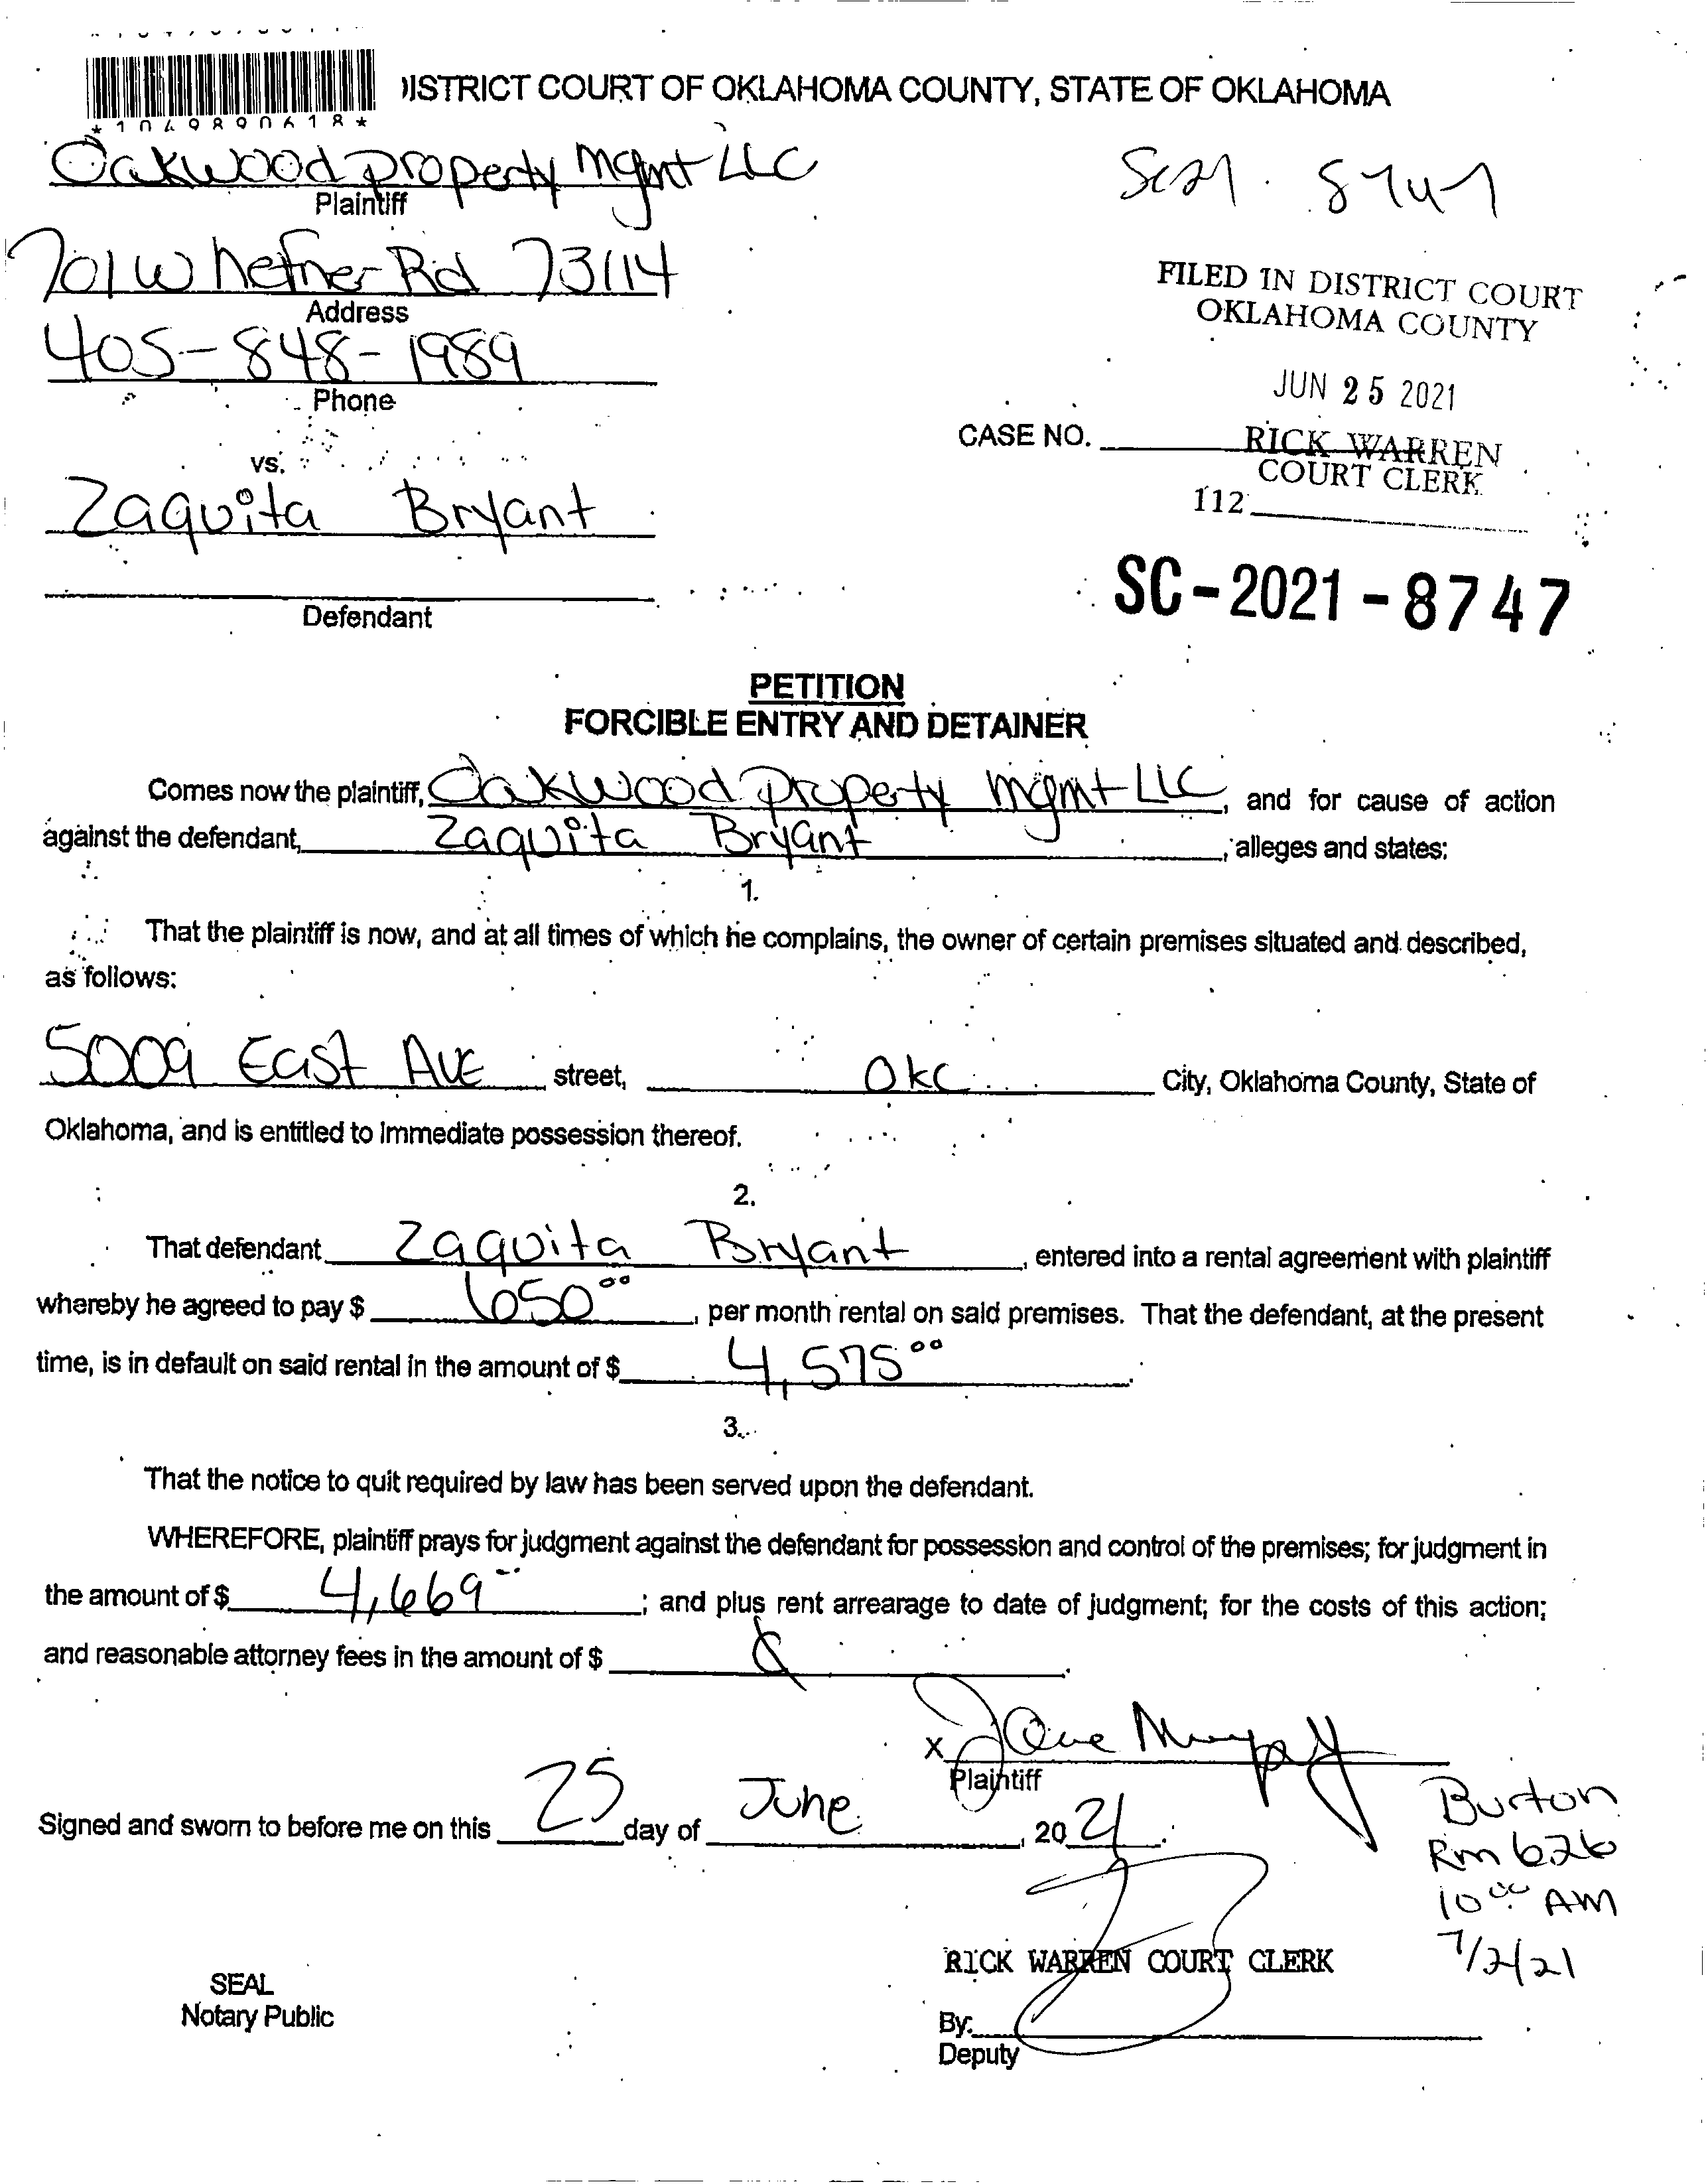 DISTRICT COURT OF OKLAHOMA COUNTY, STATE OF OKLAHOMA
*1049890618*
Oakwood property mgmt LLC
Plaintiff
SC21. 8747
701 W hefner Rd 73114
Address
405-848-1989
Phone
FILED IN DISTRICT COURT
OKLAHOMA COUNTY
JUN 25 2021
CASE NO.
RICK WARREN
COURT CLERK
112
vs.
Zaquita Bryant
Defendant
SC-2021-8747
PETITION
FORCIBLE ENTRY AND DETAINER
Comes now the plaintiff, Oakwood property mgmt LLC, and for cause of action
against the defendant, Zaquita Bryant, alleges and states:
1.
That the plaintiff is now, and at all times of which he complains, the owner of certain premises situated and described,
as follows:
5009 East Ave street, OKC City, Oklahoma County, State of
Oklahoma, and is entitled to immediate possession thereof.
2.
That defendant Zaquita Bryant, entered into a rental agreement with plaintiff
whereby he agreed to pay $ 650.00, per month rental on said premises. That the defendant, at the present
time, is in default on said rental in the amount of $ 4,575.00.
3.
That the notice to quit required by law has been served upon the defendant.
WHEREFORE, plaintiff prays for judgment against the defendant for possession and control of the premises; for judgment in
the amount of $ 4,669; and plus rent arrearage to date of judgment; for the costs of this action;
and reasonable attorney fees in the amount of $
x
Plaintiff
Signed and sworn to before me on this 25 day of June, 2021.
Burton
Rm 626
10:00 AM
7/2/21
RICK WARREN COURT CLERK
SEAL
Notary Public
By:
Deputy